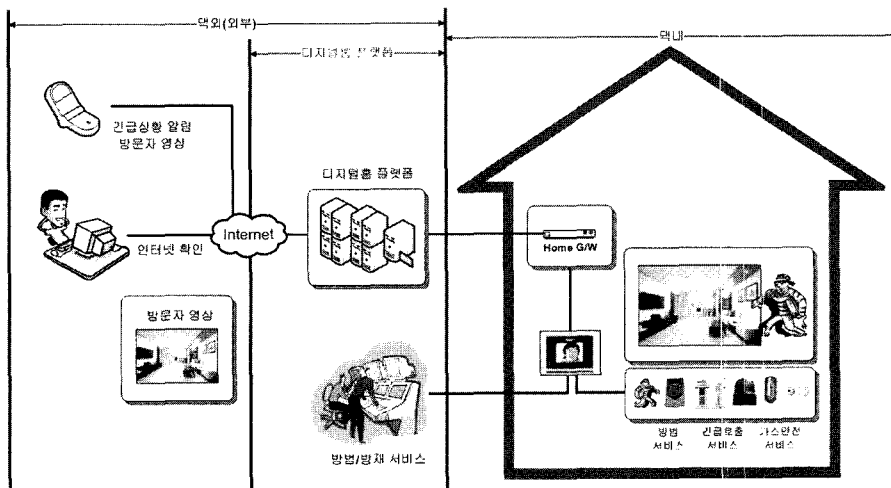 댁외(외부)
댁내
디지털홈 플랫폼
긴급상황 알림
방문자 영상
디지털홈 플랫폼
인터넷 확인
Internet
Home G/W
방문자 영상
방범/방재 서비스
방범
서비스
긴급호출
서비스
가스안전
서비스